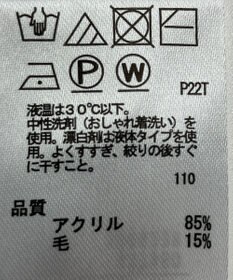 P W P22T
液温は30℃以下。
中性洗剤（おしゃれ着洗い）を
使用。漂白剤は液体タイプを使
用。よくすすぎ、絞りの後すぐ
に干すこと。
110
品質
アクリル 85%
毛 15%